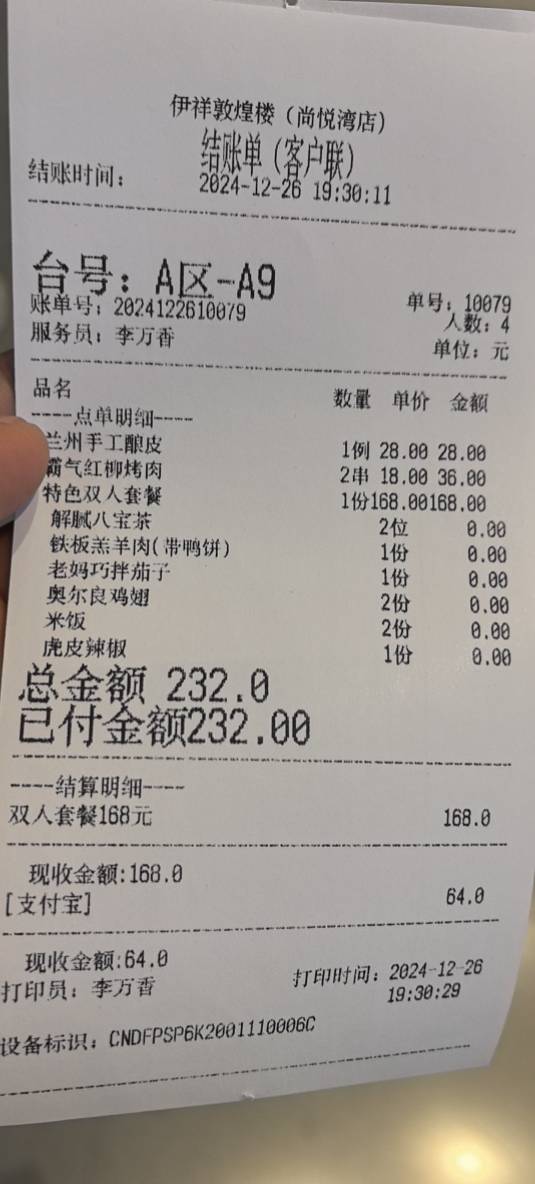 伊祥敦煌楼（尚悦湾店）
结账单（客户联）
结账时间： 2024-12-26 19:30:11
台号：A区-A9
账单号：2024122610079 单号：10079
服务员：李万香 人数：4
单位：元
品名 数量 单价 金额
----点单明细----
兰州手工酿皮 1例 28.00 28.00
霸气红柳烤肉 2串 18.00 36.00
特色双人套餐 1份168.00168.00
解腻八宝茶 2位 0.00
铁板羔羊肉(带鸭饼) 1份 0.00
老妈巧拌茄子 1份 0.00
奥尔良鸡翅 2份 0.00
米饭 2份 0.00
虎皮辣椒 1份 0.00
总金额 232.0
已付金额232.00
----结算明细----
双人套餐168元 168.0
现收金额:168.0
[支付宝] 64.0
现收金额:64.0
打印员：李万香 打印时间：2024-12-26
19:30:29
设备标识：CNDFPSP6K2001110006C